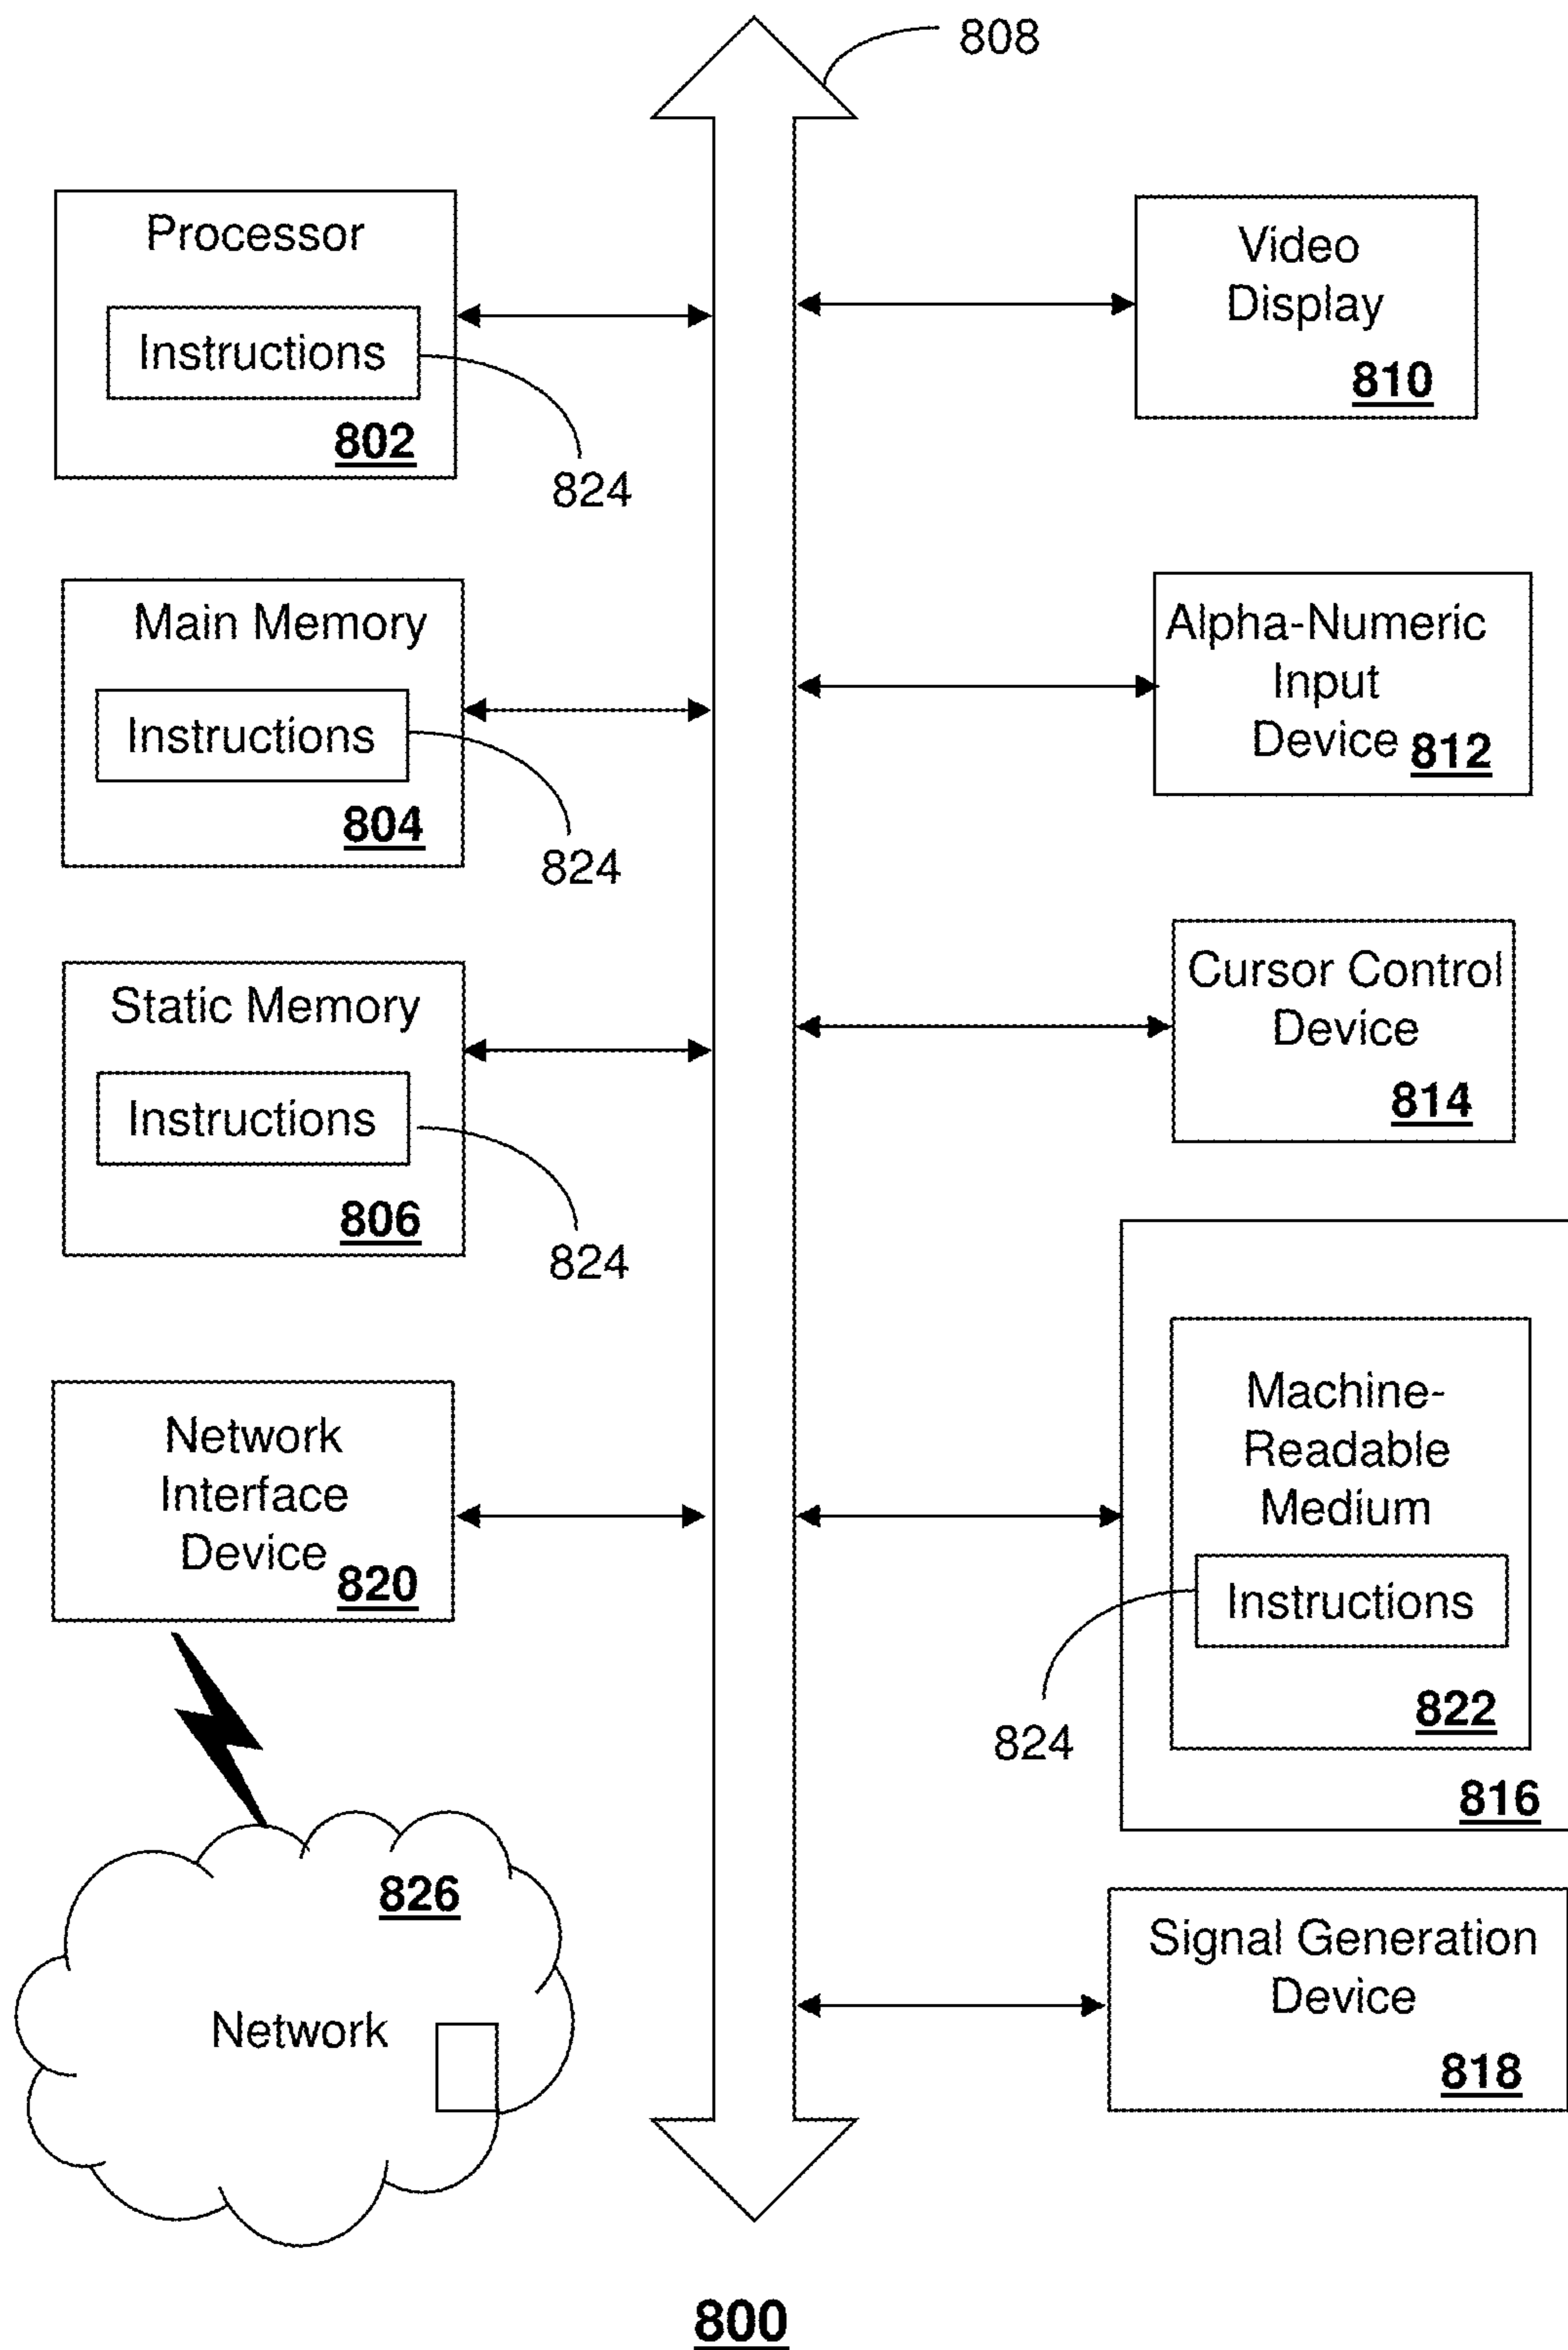 808
Processor
Instructions
802
824
Main Memory
Instructions
804
824
Static Memory
Instructions
806
824
Network
Interface
Device
820
826
Network
Video
Display
810
Alpha-Numeric
Input
Device
812
Cursor Control
Device
814
Machine-
Readable
Medium
Instructions
822
824
816
Signal Generation
Device
818
800